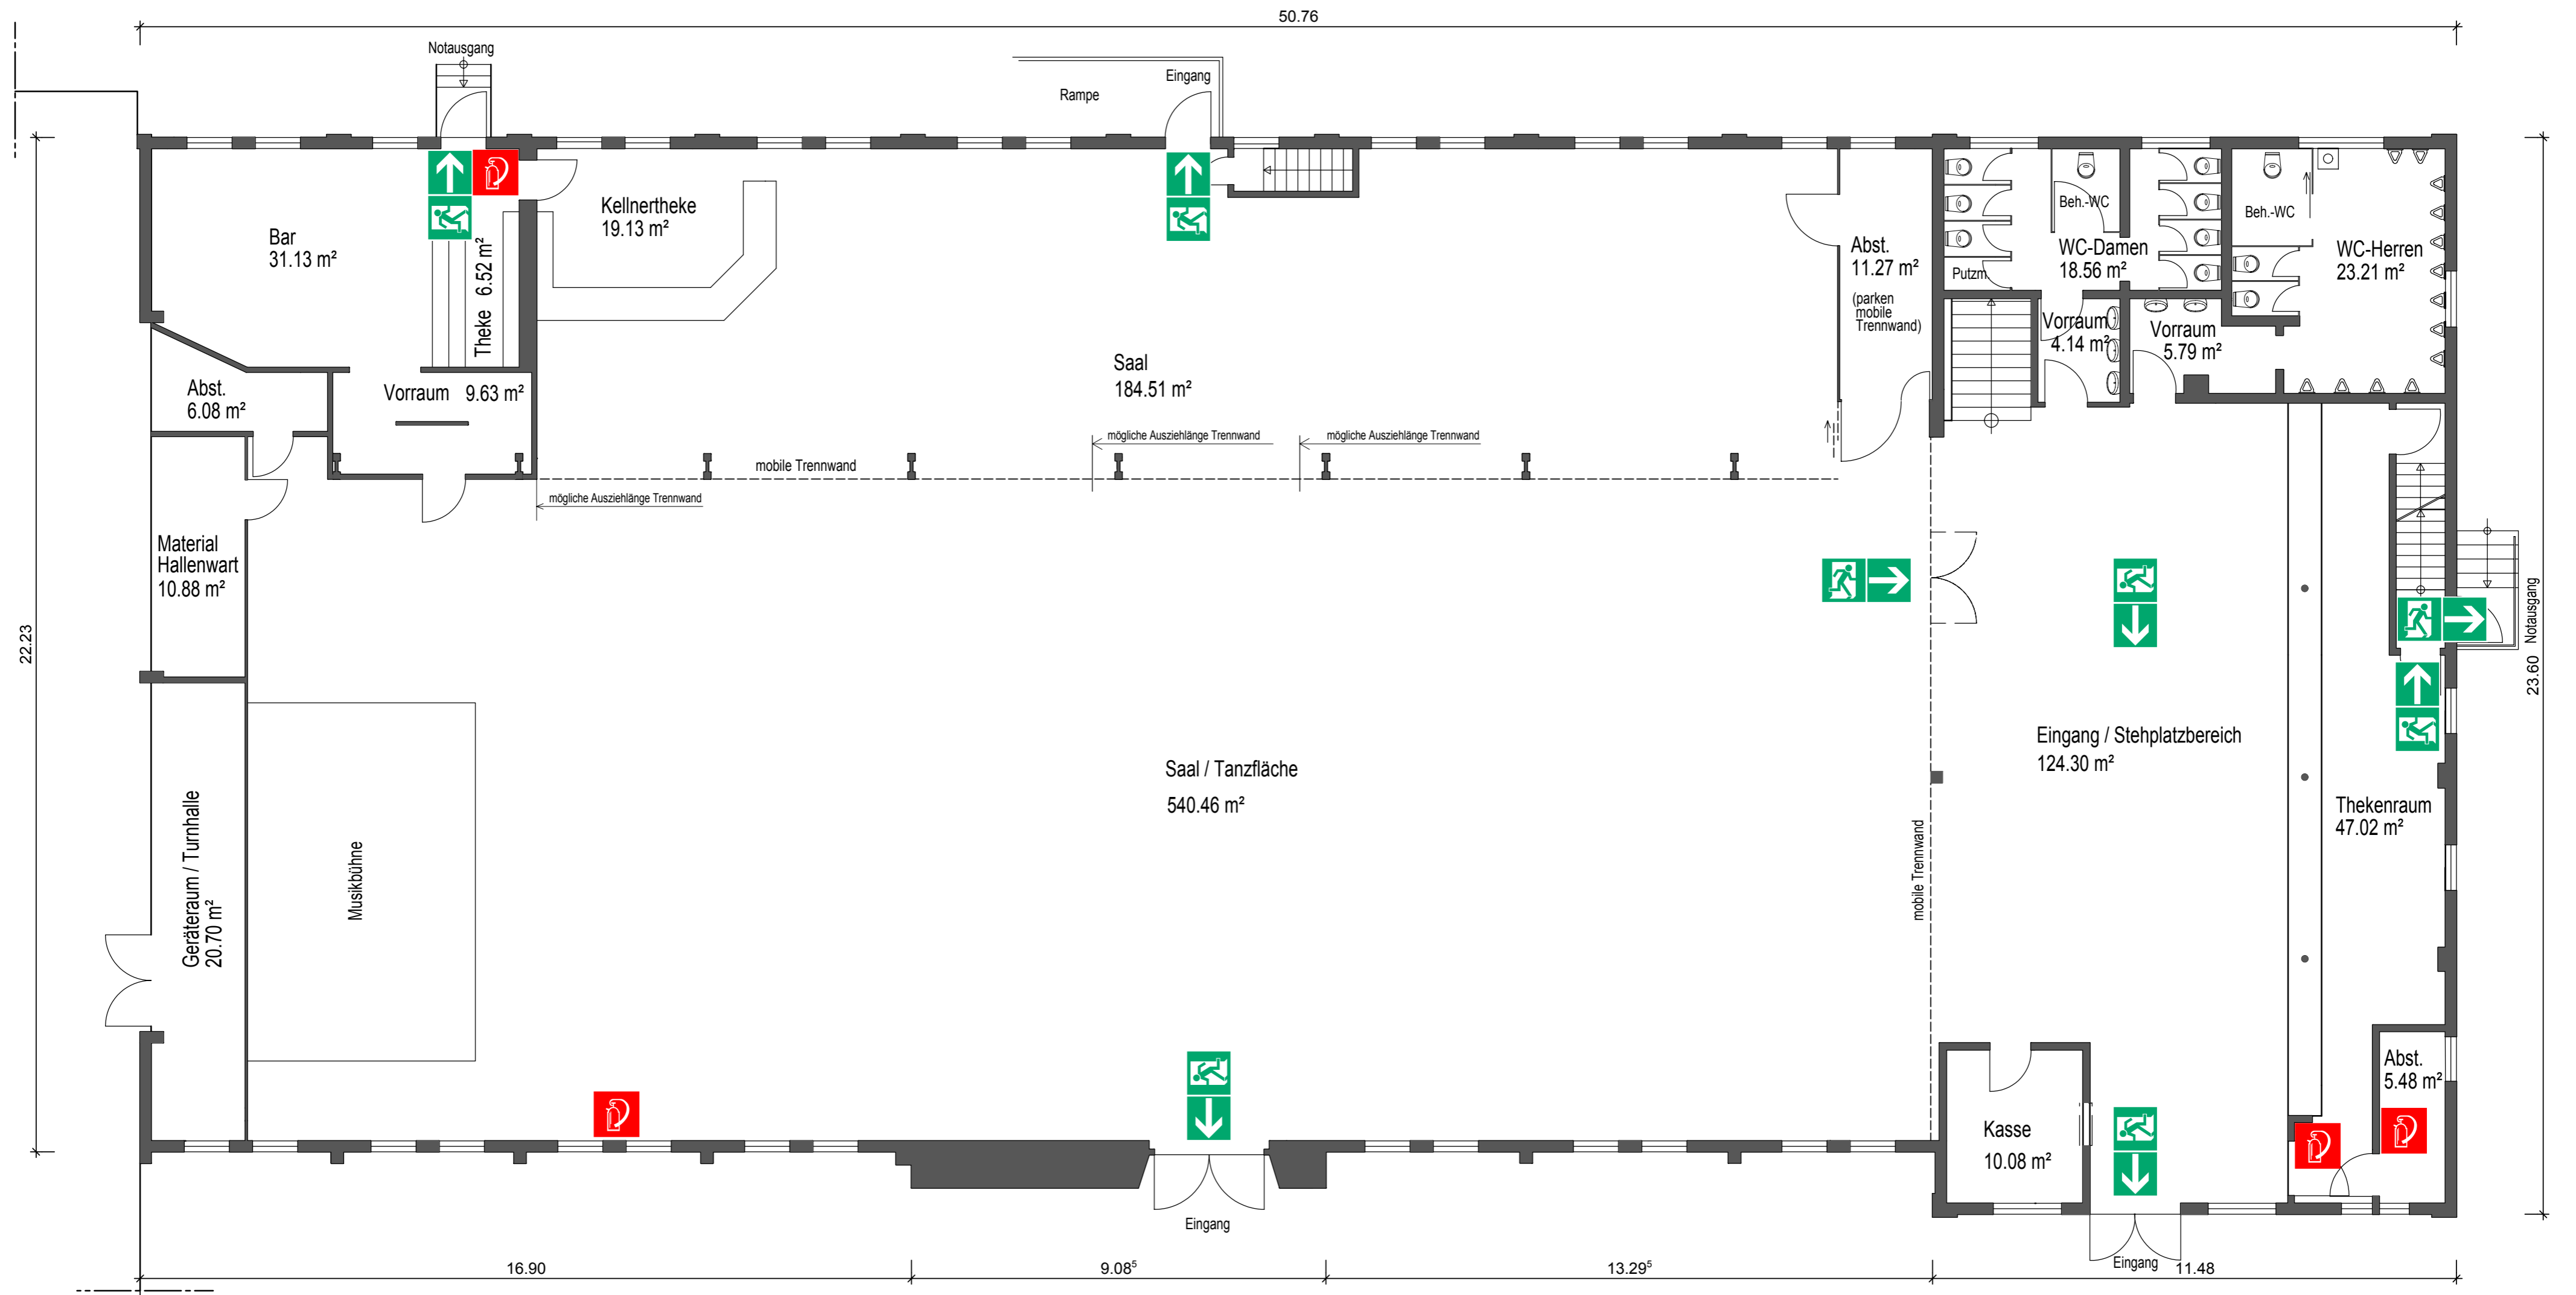 50.76
Notausgang
Eingang
Rampe
Kellnertheke
19.13 m²
Bar
31.13 m²
Theke 6.52 m²
Abst.
11.27 m²
(parken
mobile
Trennwand)
Beh.-WC
WC-Damen
18.56 m²
Putzm.
Beh.-WC
WC-Herren
23.21 m²
Vorraum
4.14 m²
Vorraum
5.79 m²
Saal
184.51 m²
Abst.
6.08 m²
Vorraum 9.63 m²
mögliche Ausziehlänge Trennwand
mögliche Ausziehlänge Trennwand
mobile Trennwand
mögliche Ausziehlänge Trennwand
Material
Hallenwart
10.88 m²
22.23
23.60 Notausgang
Eingang / Stehplatzbereich
124.30 m²
Saal / Tanzfläche
540.46 m²
Thekenraum
47.02 m²
Geräteraum / Turnhalle
20.70 m²
Musikbühne
mobile Trennwand
Abst.
5.48 m²
Kasse
10.08 m²
Eingang
Eingang
16.90
9.08⁵
13.29⁵
11.48